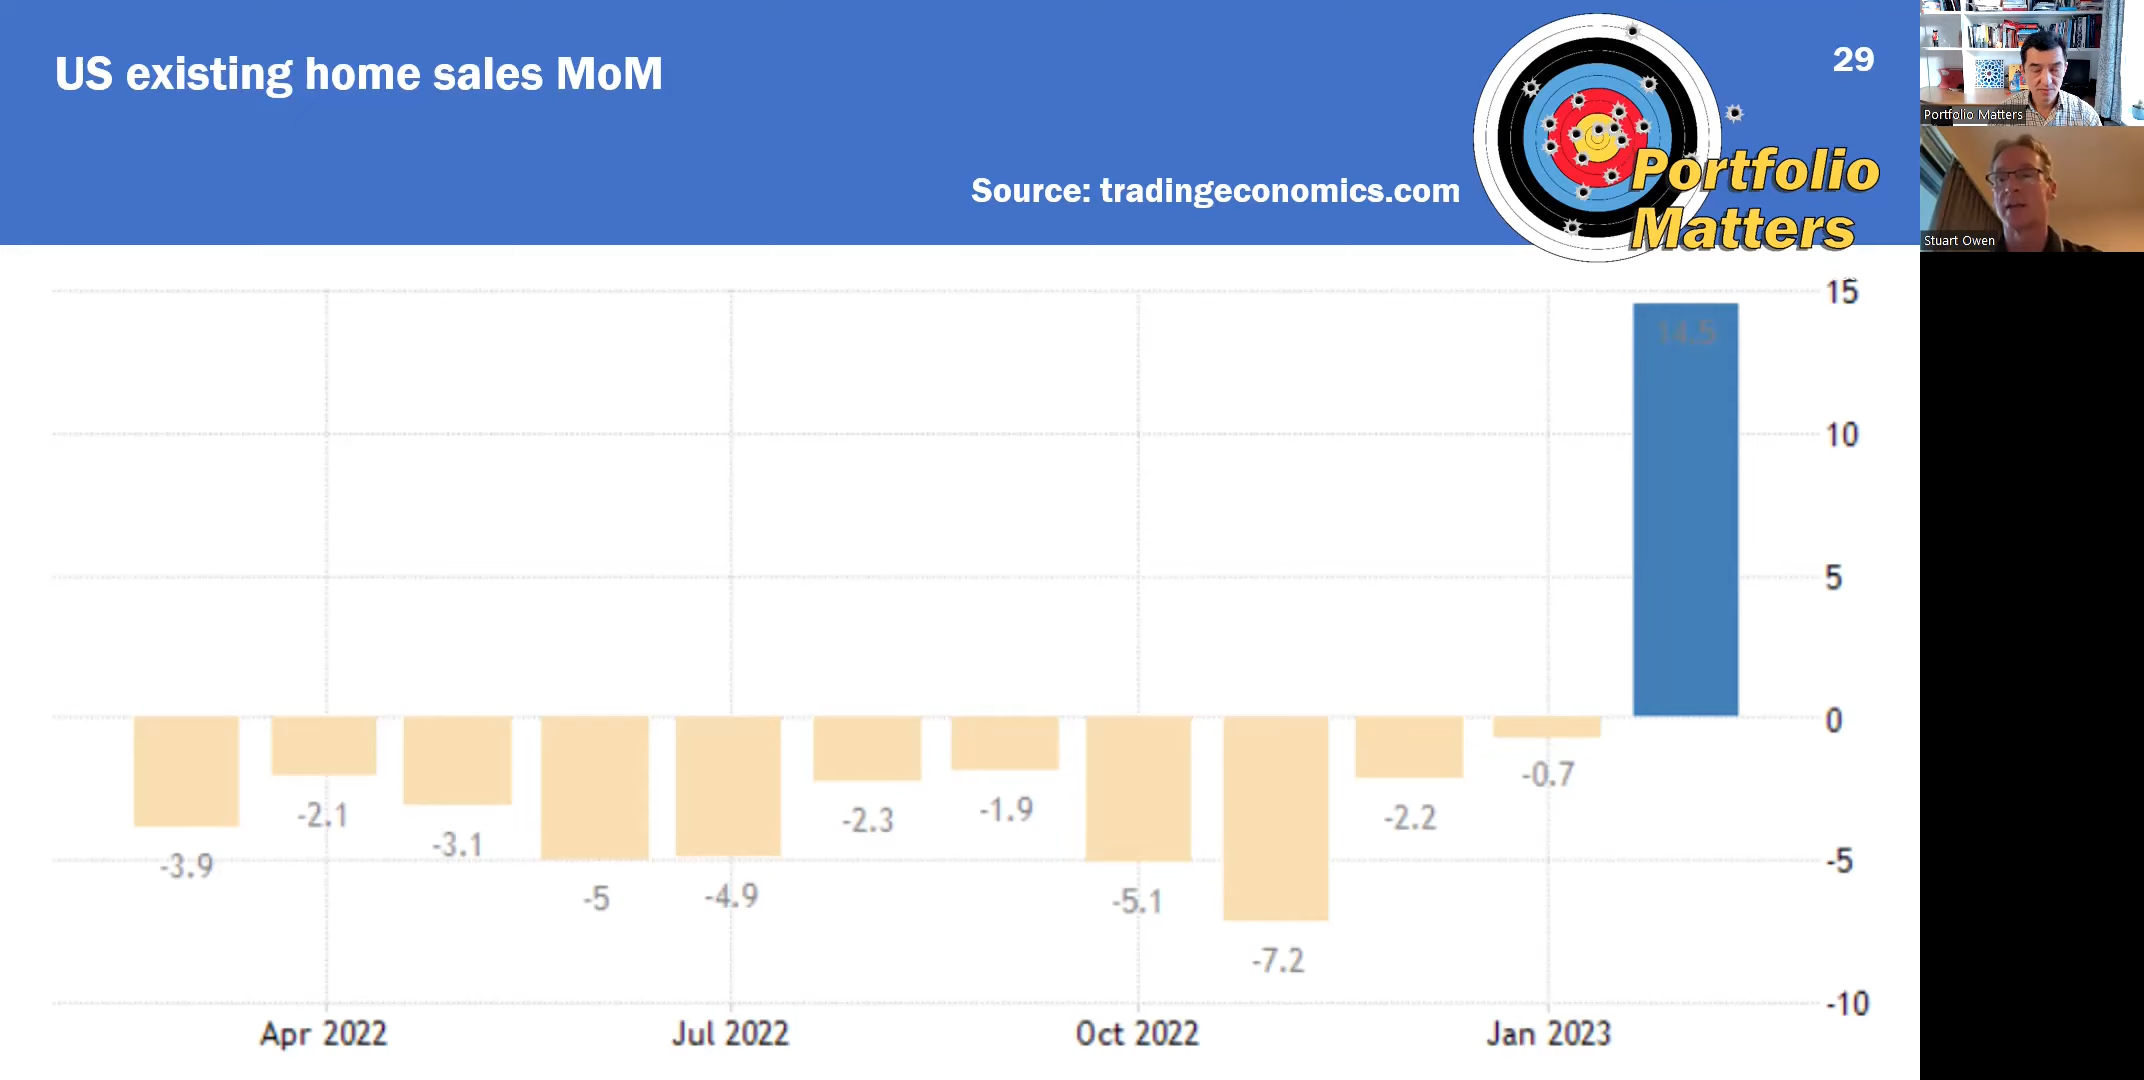 US existing home sales MoM
29
Source: tradingeconomics.com
Portfolio
Matters
Portfolio Matters
Stuart Owen
15
14.5
10
5
0
-0.7
-2.1
-1.9
-2.2
-2.3
-3.1
-5
-3.9
-5
-4.9
-5.1
-7.2
-10
Apr 2022
Jul 2022
Oct 2022
Jan 2023